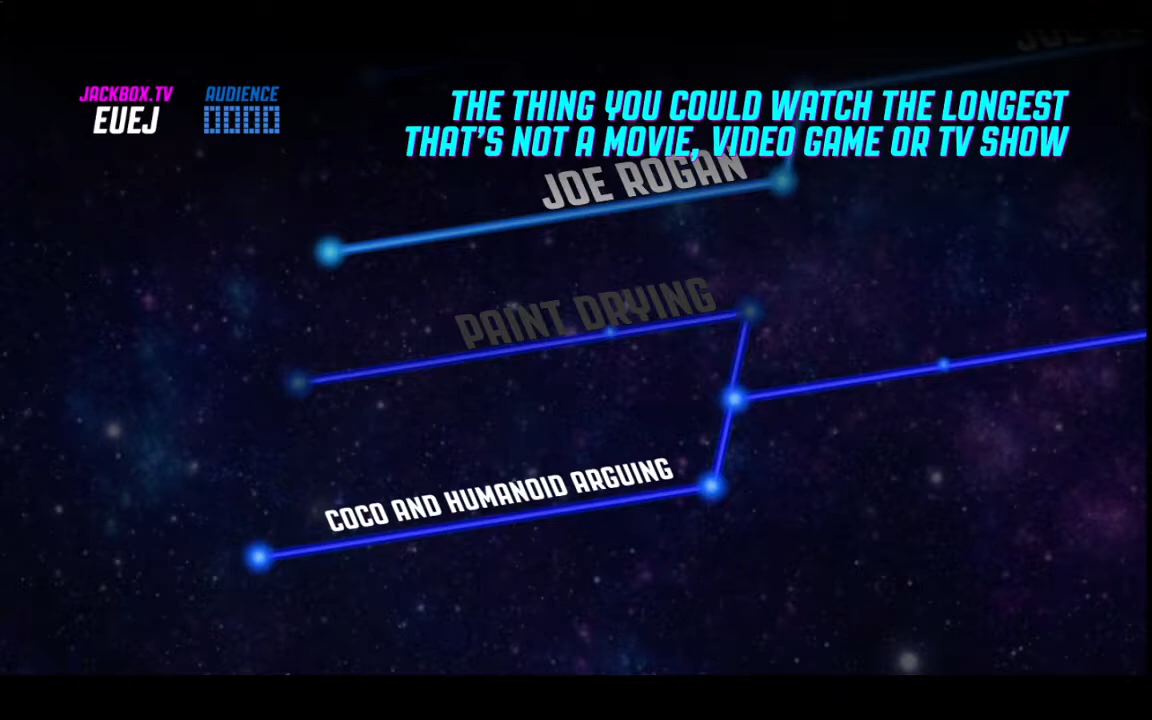 JACKBOX.TV
EUEJ
AUDIENCE
0000
THE THING YOU COULD WATCH THE LONGEST
THAT'S NOT A MOVIE, VIDEO GAME OR TV SHOW
JOE ROGAN
PAINT DRYING
COCO AND HUMANOID ARGUING